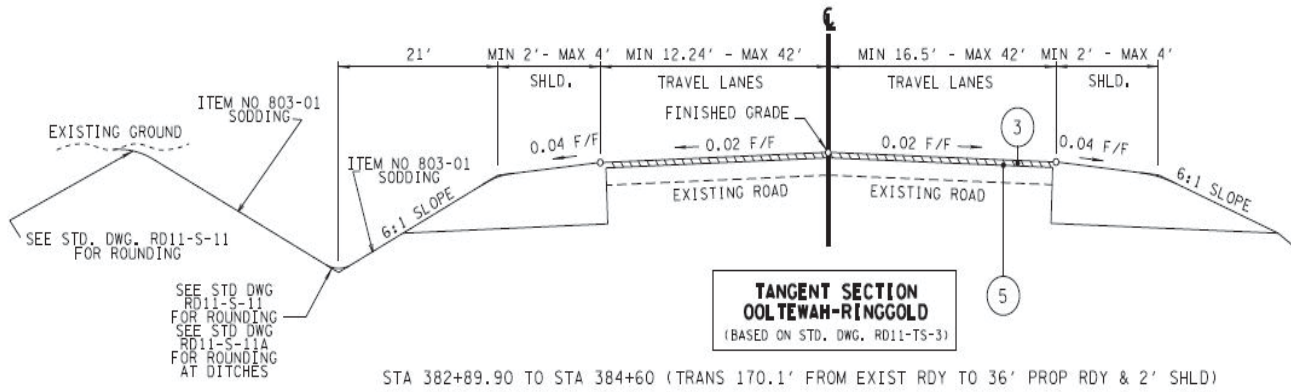 ℄
21' MIN 2'- MAX 4' MIN 12.24' - MAX 42' MIN 16.5' - MAX 42' MIN 2' - MAX 4'
SHLD. TRAVEL LANES TRAVEL LANES SHLD.
ITEM NO 803-01
SODDING
EXISTING GROUND
FINISHED GRADE
3
0.04 F/F 0.02 F/F 0.02 F/F 0.04 F/F
ITEM NO 803-01
SODDING
6:1 SLOPE
EXISTING ROAD EXISTING ROAD
6:1 SLOPE
SEE STD. DWG. RD11-S-11
FOR ROUNDING
SEE STD DWG
RD11-S-11
FOR ROUNDING
SEE STD DWG
RD11-S-11A
FOR ROUNDING
AT DITCHES
TANGENT SECTION
OOLTEWAH-RINGGOLD
(BASED ON STD. DWG. RD11-TS-3)
5
STA 382+89.90 TO STA 384+60 (TRANS 170.1' FROM EXIST RDY TO 36' PROP RDY & 2' SHLD)